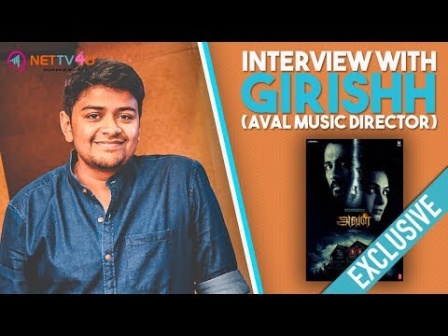 NETTV4U
INTERVIEW WITH
GIRISHH
(AVAL MUSIC DIRECTOR)
அவள்
EXCLUSIVE